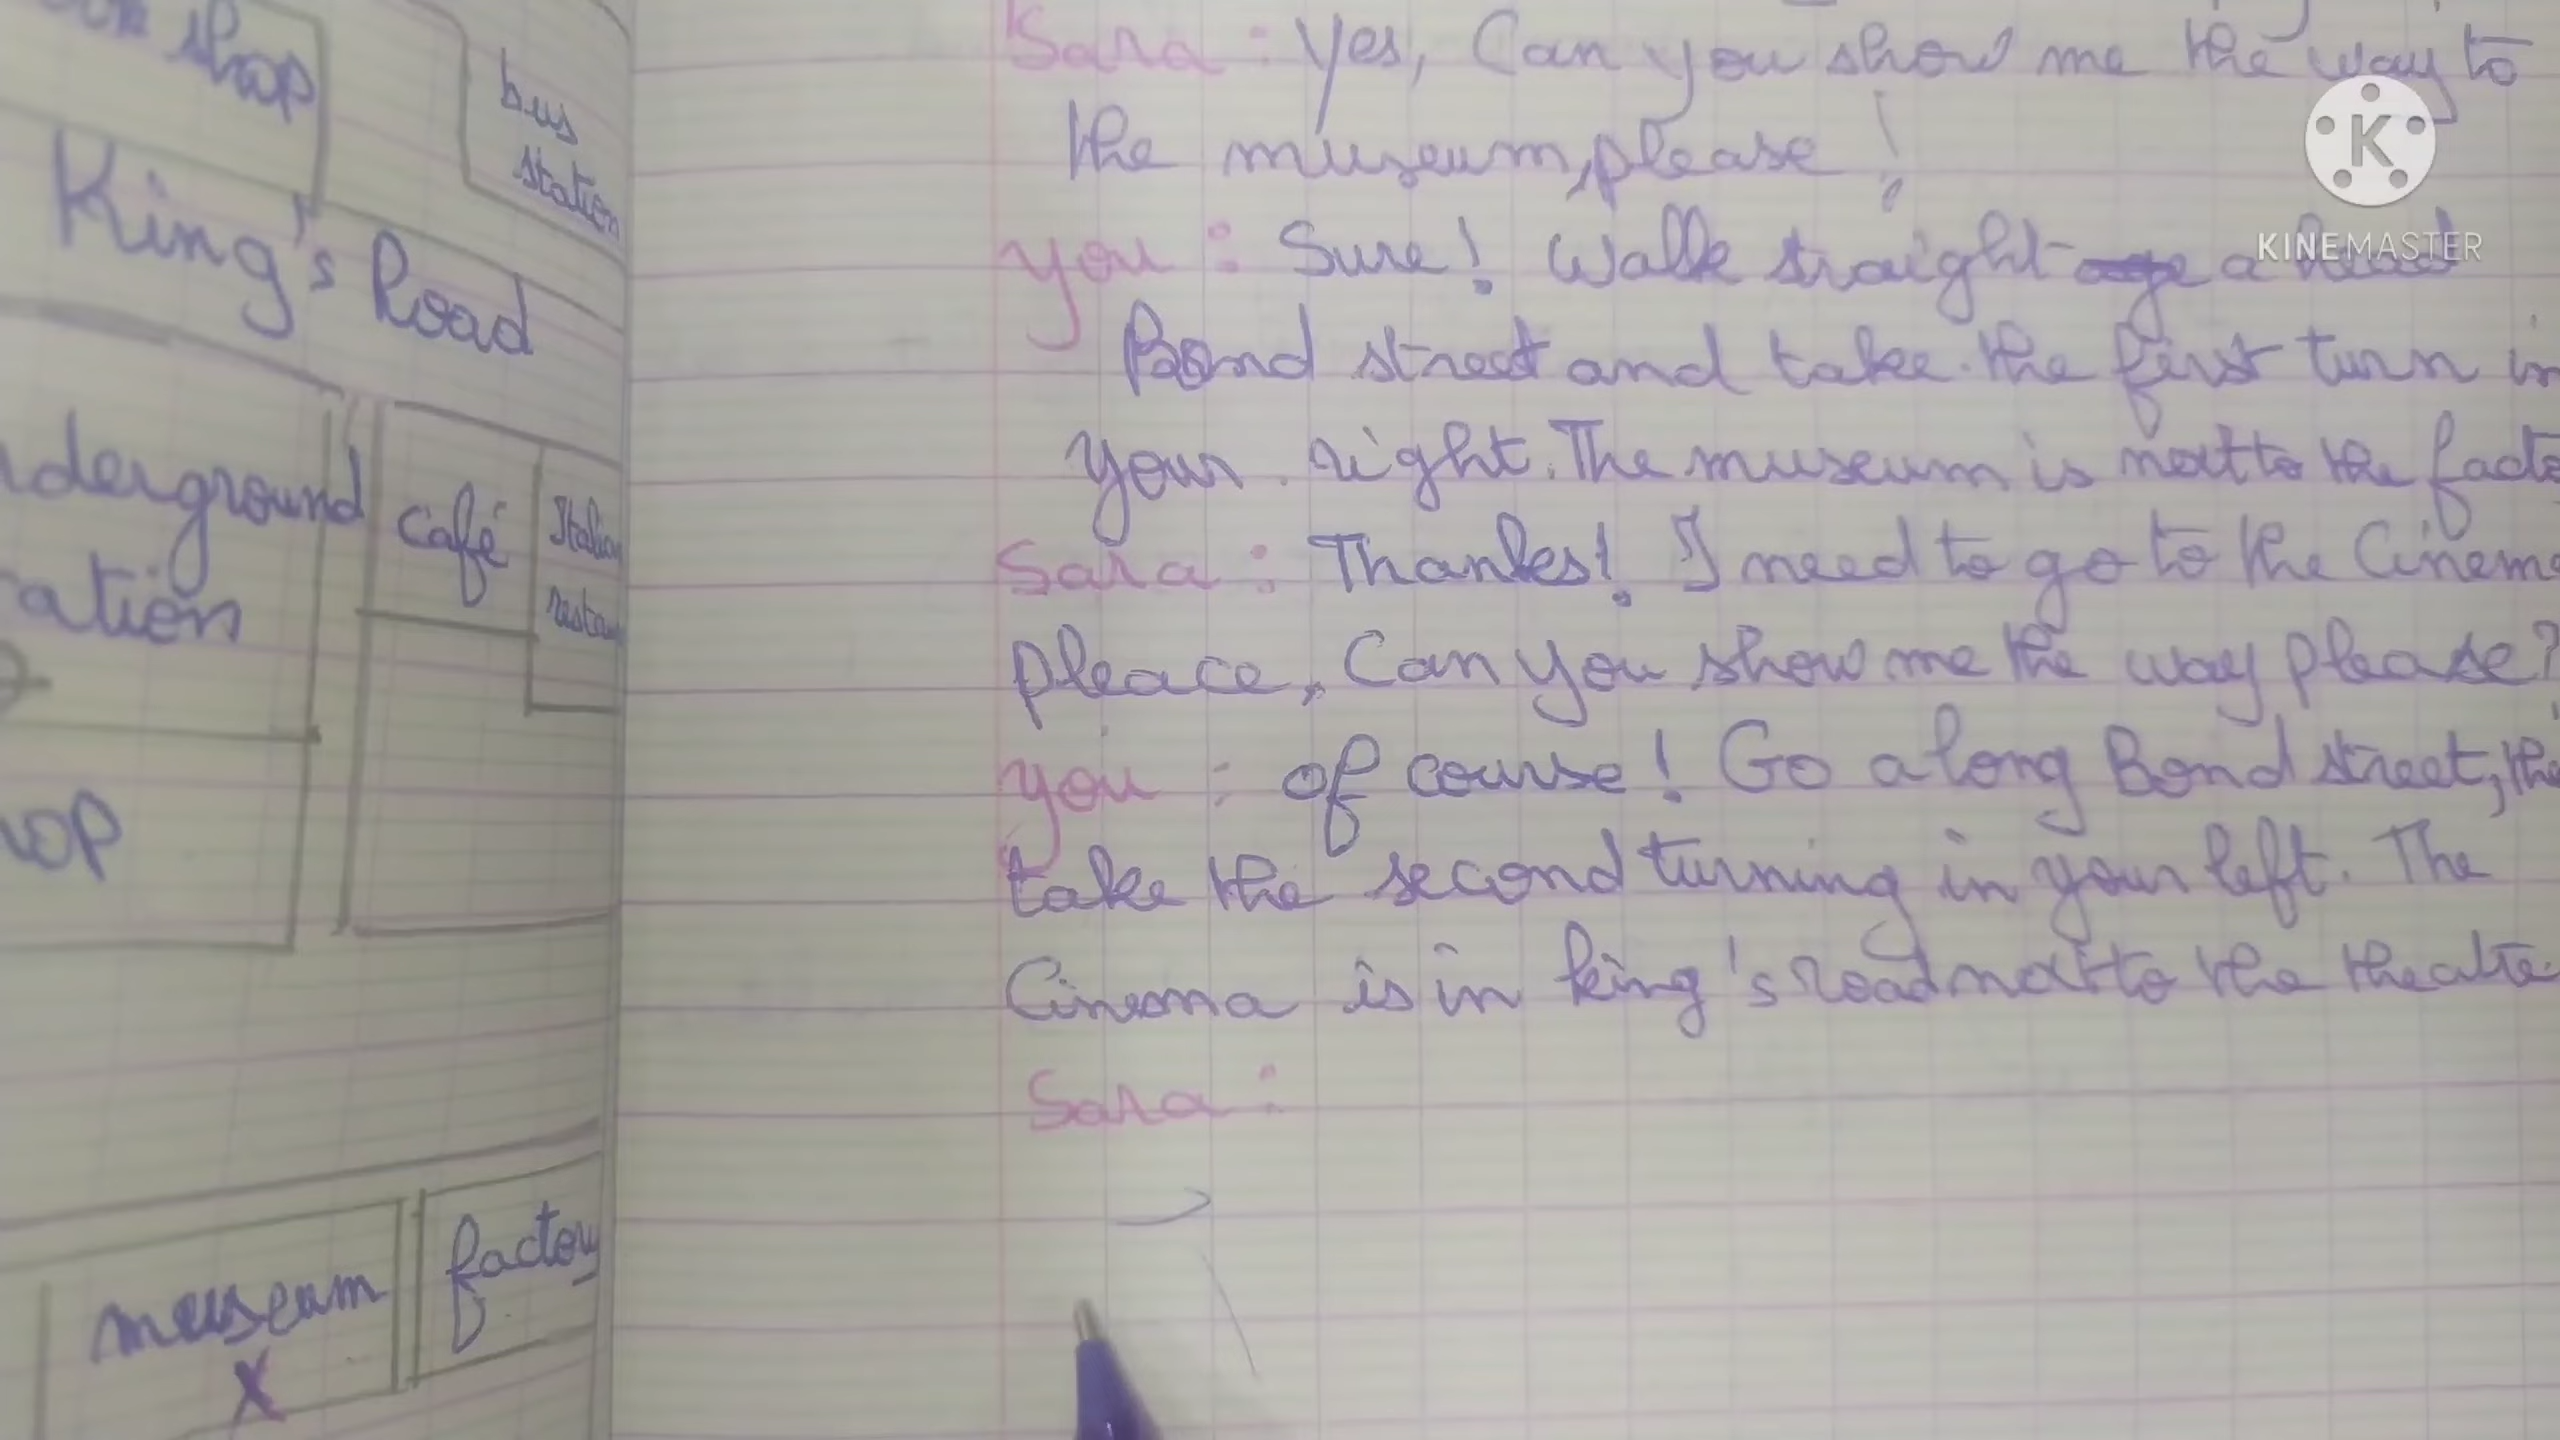 shop
bus
station
King's Road
Café
ation
op
museum
X
factory
Sara : Yes, Can you show me the way to
the museum, please !
you : Sure! Walk straight a
Bond street and take the first turn in
your right. The museum is next to the facto
Sara : Thanks! I need to go to the Cinema
pleace, Can you show me the way please?
you : of course! Go along Bond street, the
take the second turning in your left. The
Cinema is in king's road next to the theatre
Sara :
K
KINEMASTER